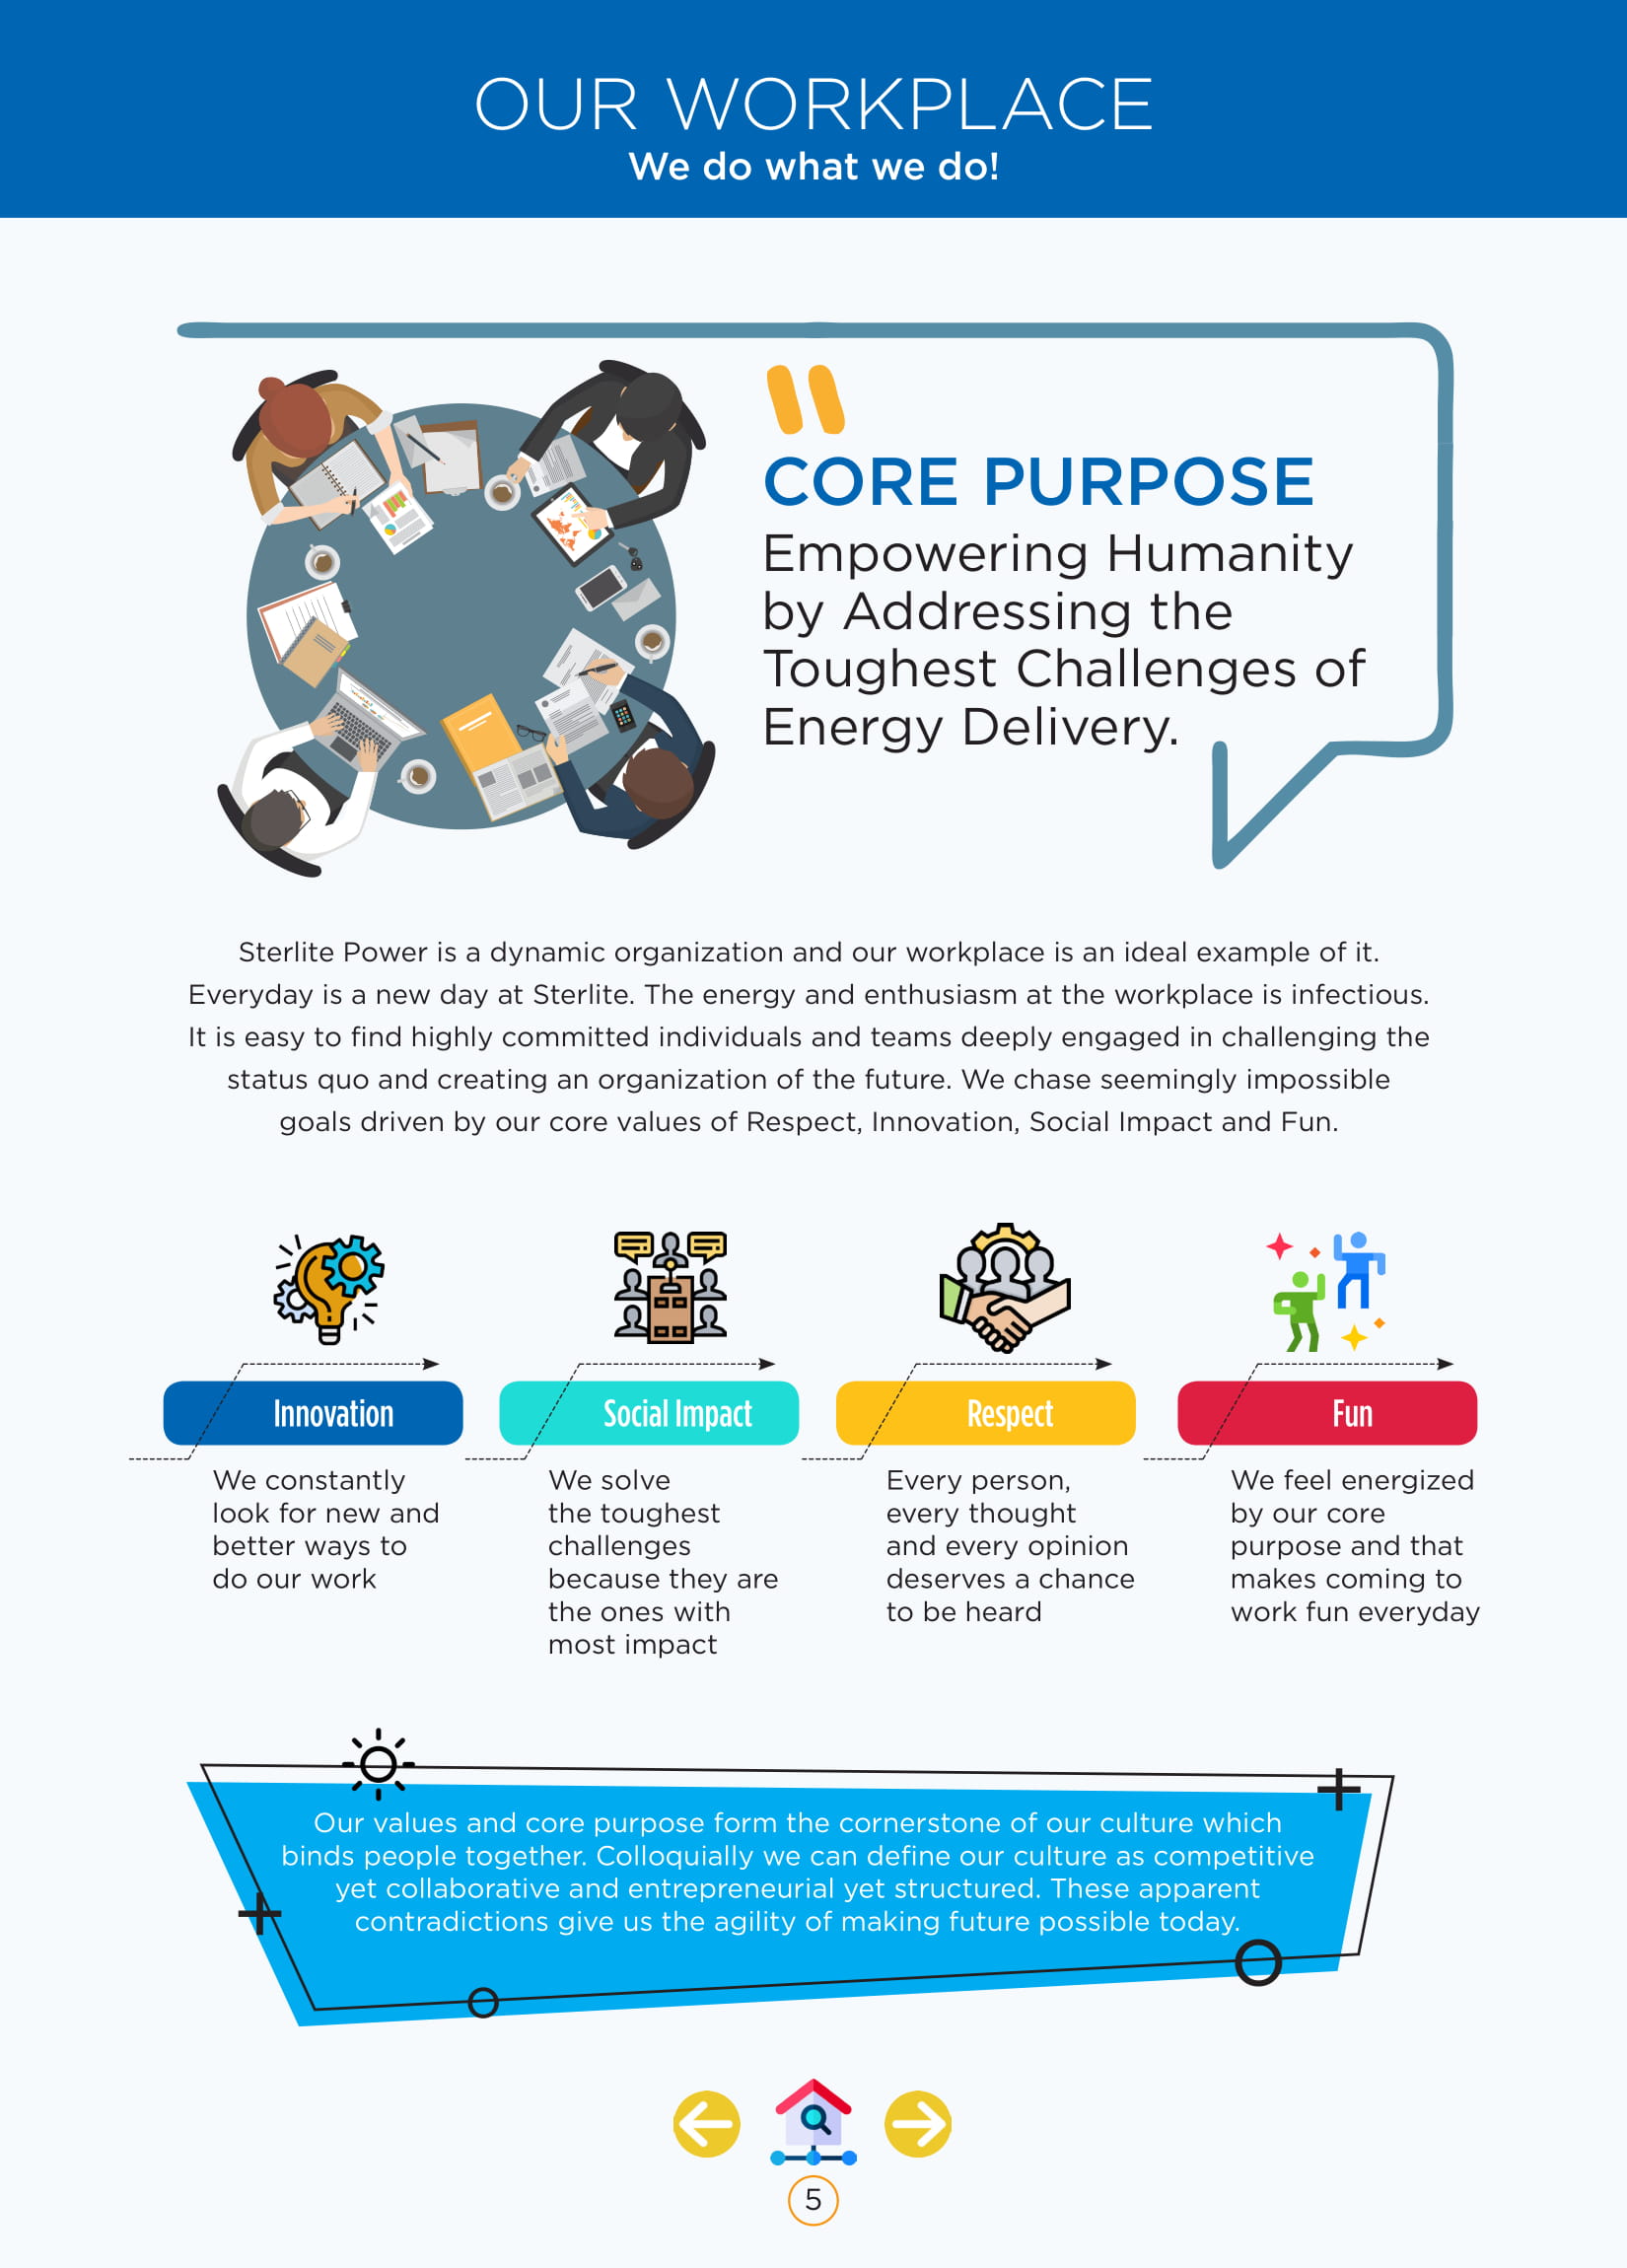 OUR WORKPLACE
We do what we do!
CORE PURPOSE
Empowering Humanity
by Addressing the
Toughest Challenges of
Energy Delivery.
Sterlite Power is a dynamic organization and our workplace is an ideal example of it.
Everyday is a new day at Sterlite. The energy and enthusiasm at the workplace is infectious.
It is easy to find highly committed individuals and teams deeply engaged in challenging the
status quo and creating an organization of the future. We chase seemingly impossible
goals driven by our core values of Respect, Innovation, Social Impact and Fun.
Innovation
We constantly
look for new and
better ways to
do our work
Social Impact
We solve
the toughest
challenges
because they are
the ones with
most impact
Respect
Every person,
every thought
and every opinion
deserves a chance
to be heard
Fun
We feel energized
by our core
purpose and that
makes coming to
work fun everyday
Our values and core purpose form the cornerstone of our culture which
binds people together. Colloquially we can define our culture as competitive
yet collaborative and entrepreneurial yet structured. These apparent
contradictions give us the agility of making future possible today.
5